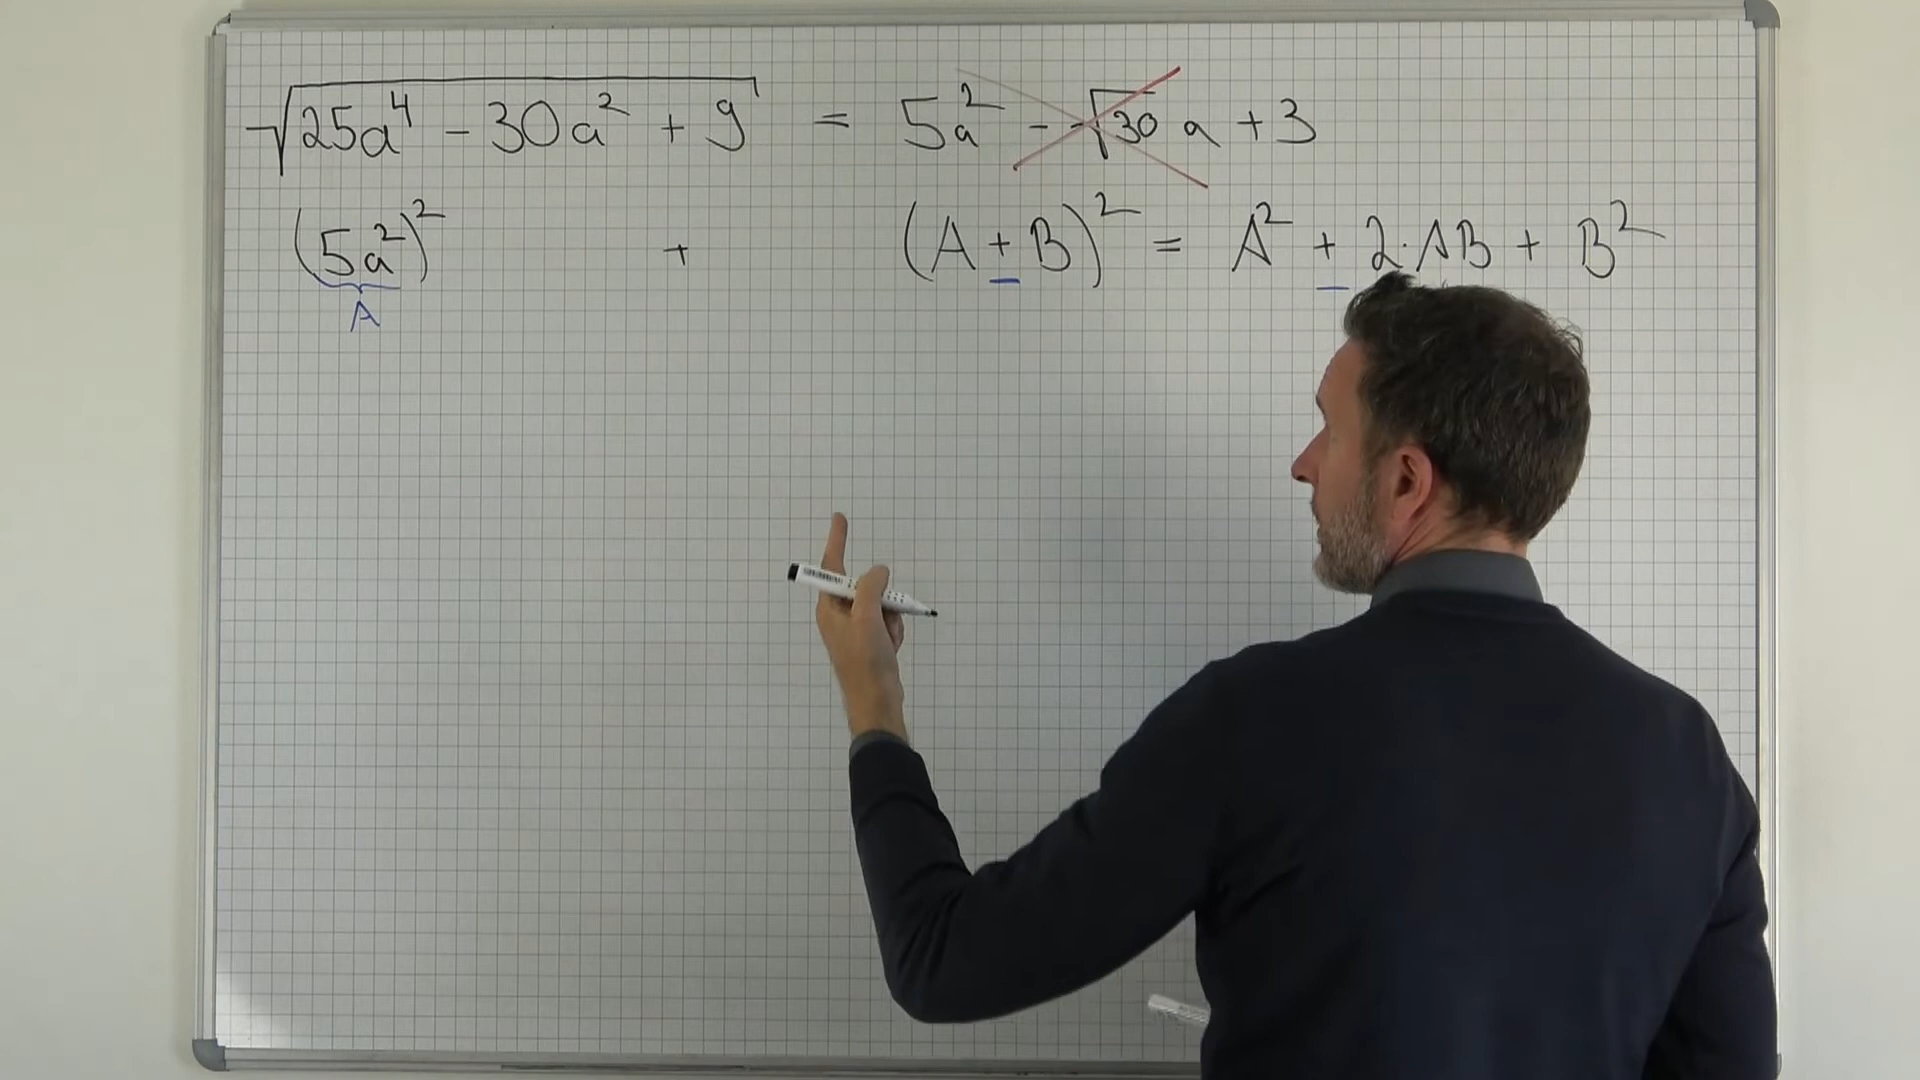 √(25a⁴ - 30a² + 9) = 5a² - √30 a + 3
(5a²)² + (A ± B)² = A² ± 2·AB + B²
A